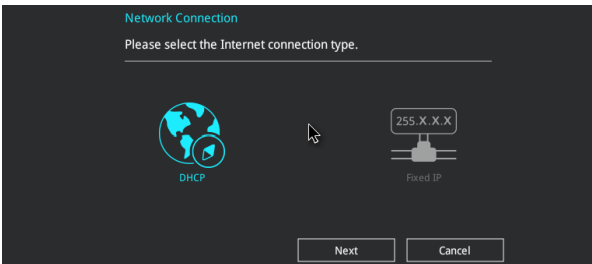 Network Connection
Please select the Internet connection type.
255.X.X.X
DHCP
Fixed IP
Next
Cancel